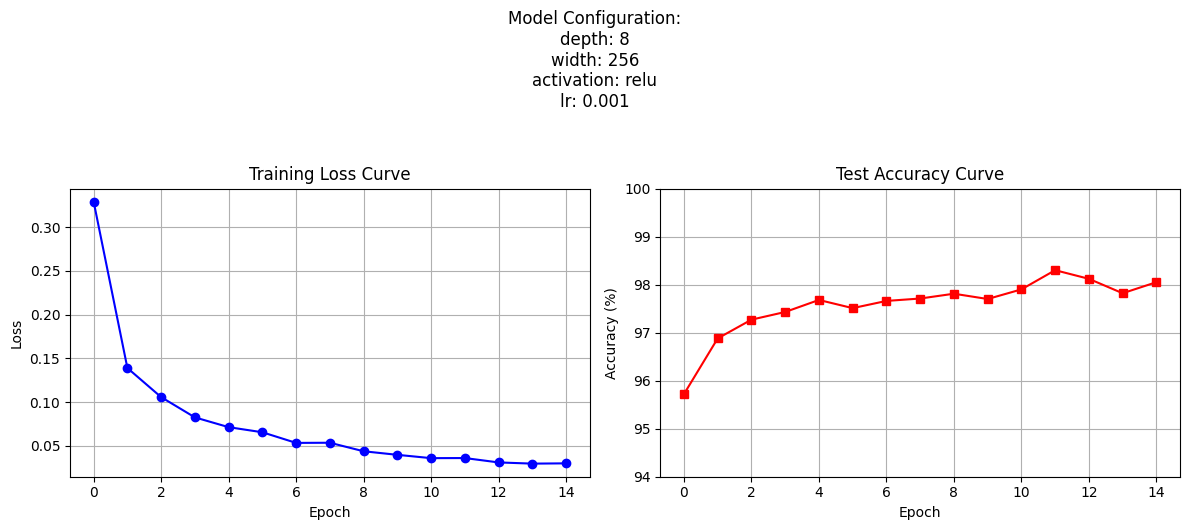 Model Configuration:
depth: 8
width: 256
activation: relu
lr: 0.001
Training Loss Curve
Loss
0.30
0.25
0.20
0.15
0.10
0.05
0 2 4 6 8 10 12 14
Epoch
Test Accuracy Curve
Accuracy (%)
100
99
98
97
96
95
94
0 2 4 6 8 10 12 14
Epoch